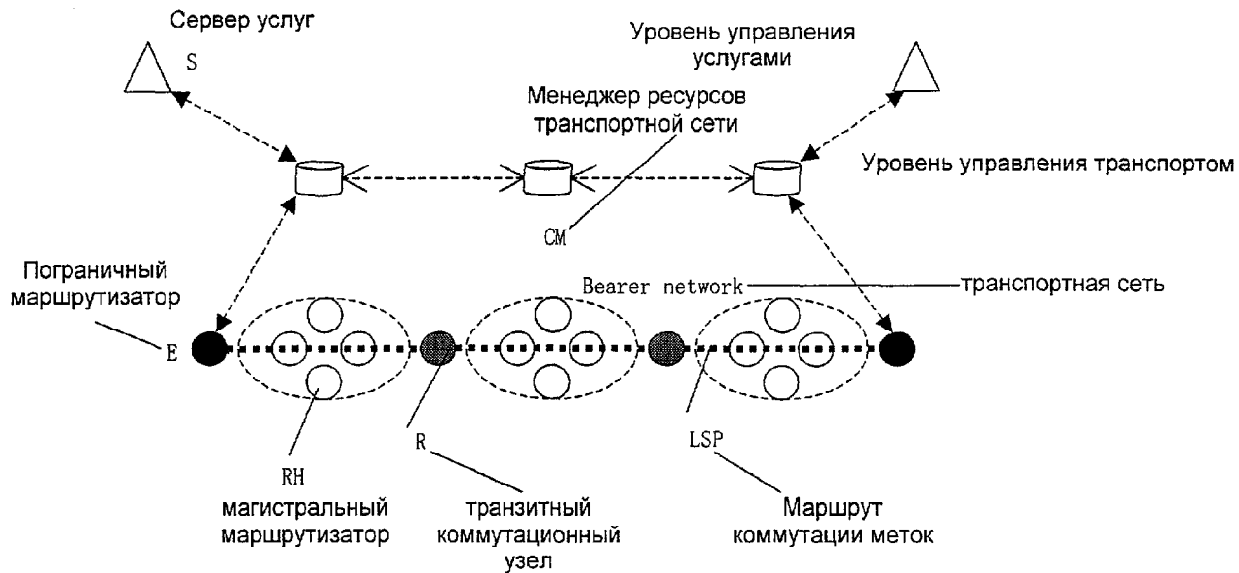 Сервер услуг
S
Уровень управления
услугами
Менеджер ресурсов
транспортной сети
Уровень управления транспортом
CM
Пограничный
маршрутизатор
Bearer network
транспортная сеть
E
R
LSP
RH
магистральный
маршрутизатор
транзитный
коммутационный
узел
Маршрут
коммутации меток